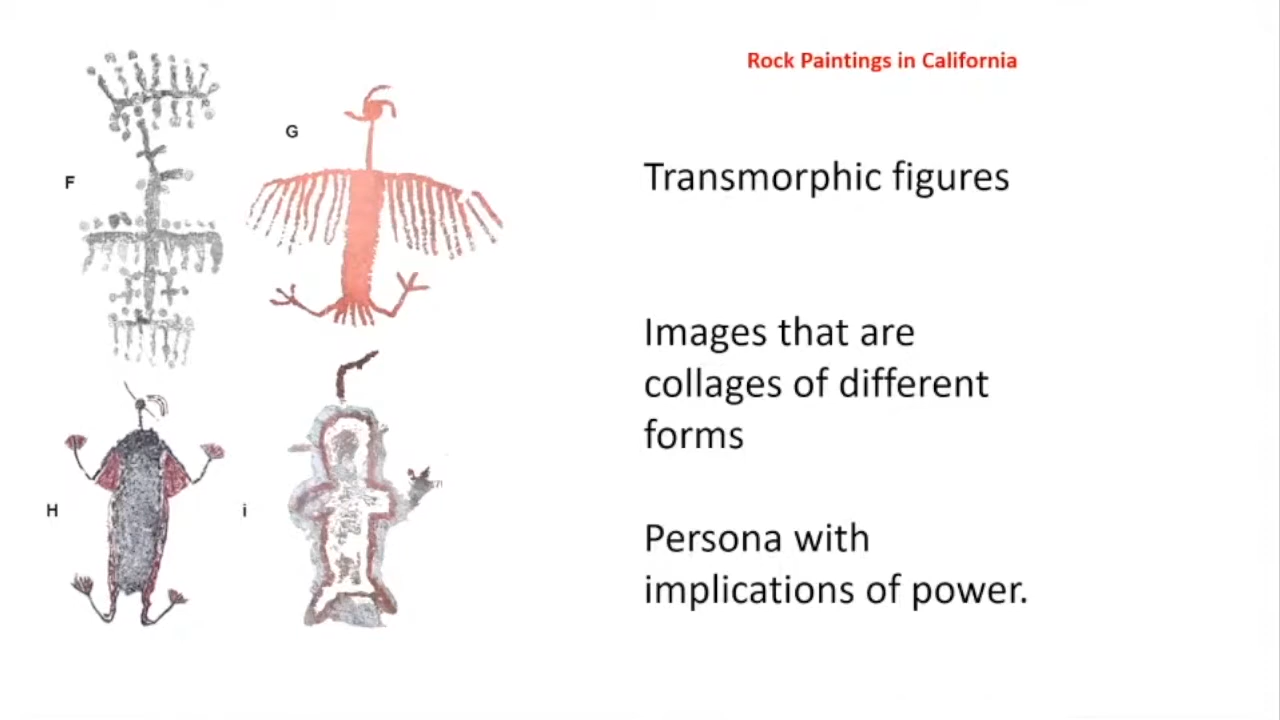 Rock Paintings in California
G
F
Transmorphic figures
Images that are
collages of different
forms
H
i
Persona with
implications of power.